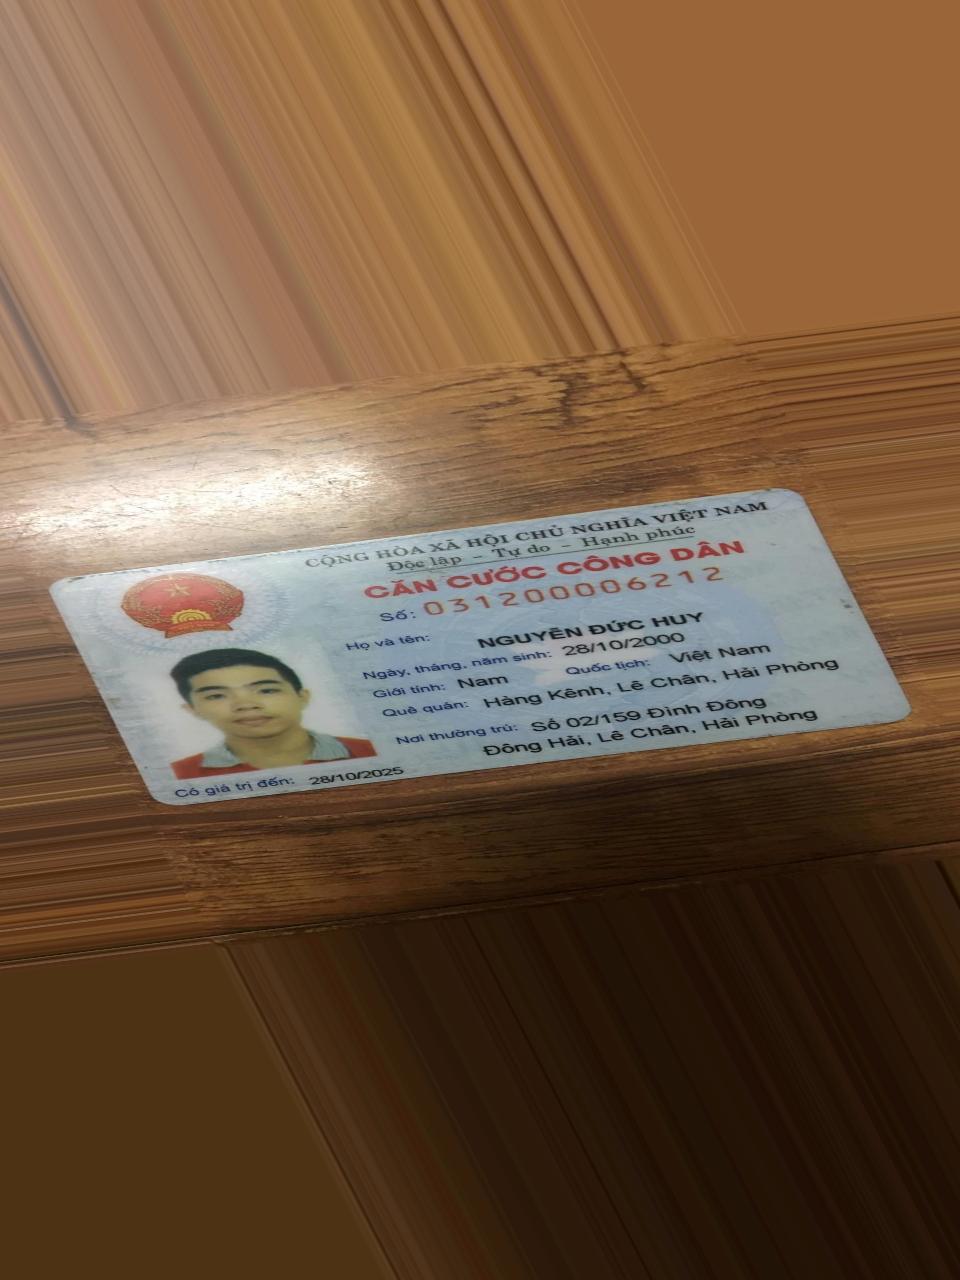 CỘNG HÒA XÃ HỘI CHỦ NGHĨA VIỆT NAM
Độc lập - Tự do - Hạnh phúc
CĂN CƯỚC CÔNG DÂN
Số: 031200006212
Họ và tên: NGUYỄN ĐỨC HUY
Ngày, tháng, năm sinh: 28/10/2000
Giới tính: Nam Quốc tịch: Việt Nam
Quê quán: Hàng Kênh, Lê Chân, Hải Phòng
Nơi thường trú: Số 02/159 Đình Đông
Đông Hải, Lê Chân, Hải Phòng
Có giá trị đến: 28/10/2025